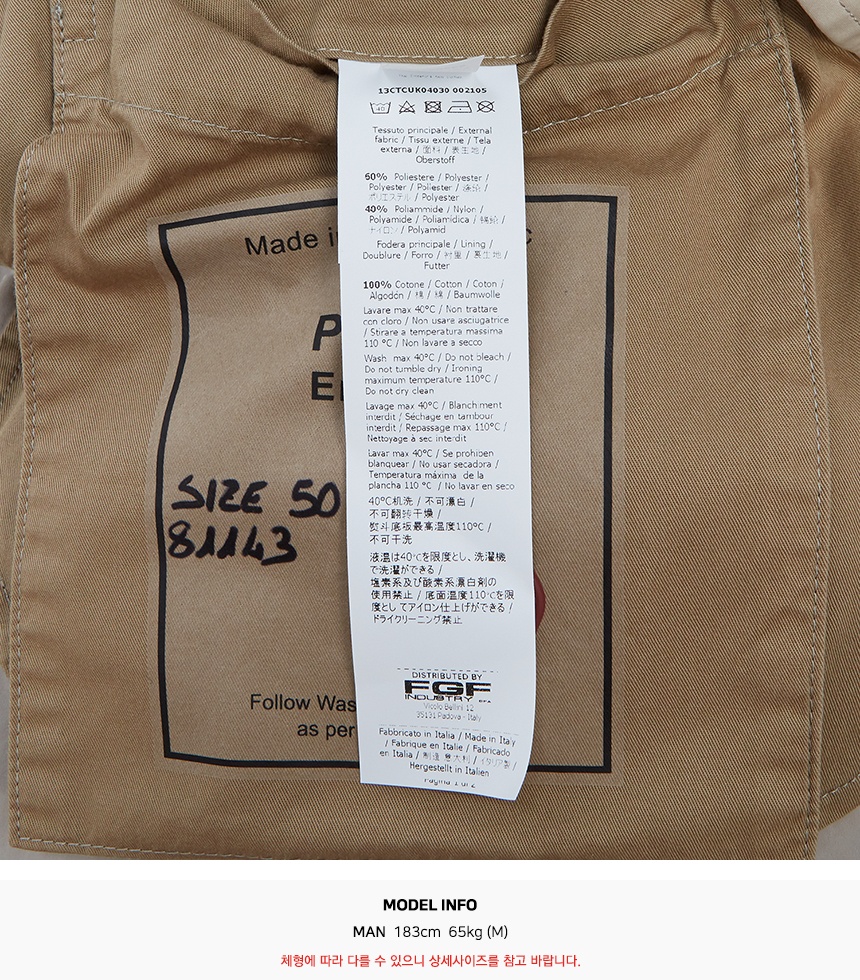 13CTCUK04030 002105
40
Tessuto principale / External
fabric / Tissu externe / Tela
externa / 面料 / 表生地 /
Oberstoff
60% Poliestere / Polyester /
Polyester / Poliester / 涤纶 /
ポリエステル / Polyester
40% Poliammide / Nylon /
Polyamide / Poliamídica / 锦纶 /
ナイロン / Polyamid
Fodera principale / Lining /
Doublure / Forro / 衬里 / 裏生地 /
Futter
100% Cotone / Cotton / Coton /
Algodón / 棉 / 綿 / Baumwolle
Lavare max 40°C / Non trattare
con cloro / Non usare asciugatrice
/ Stirare a temperatura massima
110 °C / Non lavare a secco
Wash max 40°C / Do not bleach /
Do not tumble dry / Ironing
maximum temperature 110°C /
Do not dry clean
Lavage max 40°C / Blanchiment
interdit / Séchage en tambour
interdit / Repassage max 110°C /
Nettoyage à sec interdit
Lavar max 40°C / Se prohiben
blanquear / No usar secadora /
Temperatura máxima de la
plancha 110 °C / No lavar en seco
40°C机洗 / 不可漂白 /
不可翻转干燥 /
熨斗底板最高温度110°C /
不可干洗
液温は40℃を限度とし、洗濯機
で洗濯ができる /
塩素系及び酸素系漂白剤の
使用禁止 / 底面温度110℃を限
度としてアイロン仕上げができる /
ドライクリーニング禁止
DISTRIBUTED BY
FGF
INDUSTRY SPA
Vicolo Bellini 12
35131 Padova - Italy
Fabbricato in Italia / Made in Italy
/ Fabrique en Italie / Fabricado
en Italia / 制造 意大利 / イタリア製 /
Hergestellt in Italien
Pagina 1 di 2
Made in
SIZE 50
81143
Follow Was
as per
MODEL INFO
MAN 183cm 65kg (M)
체형에 따라 다를 수 있으니 상세사이즈를 참고 바랍니다.